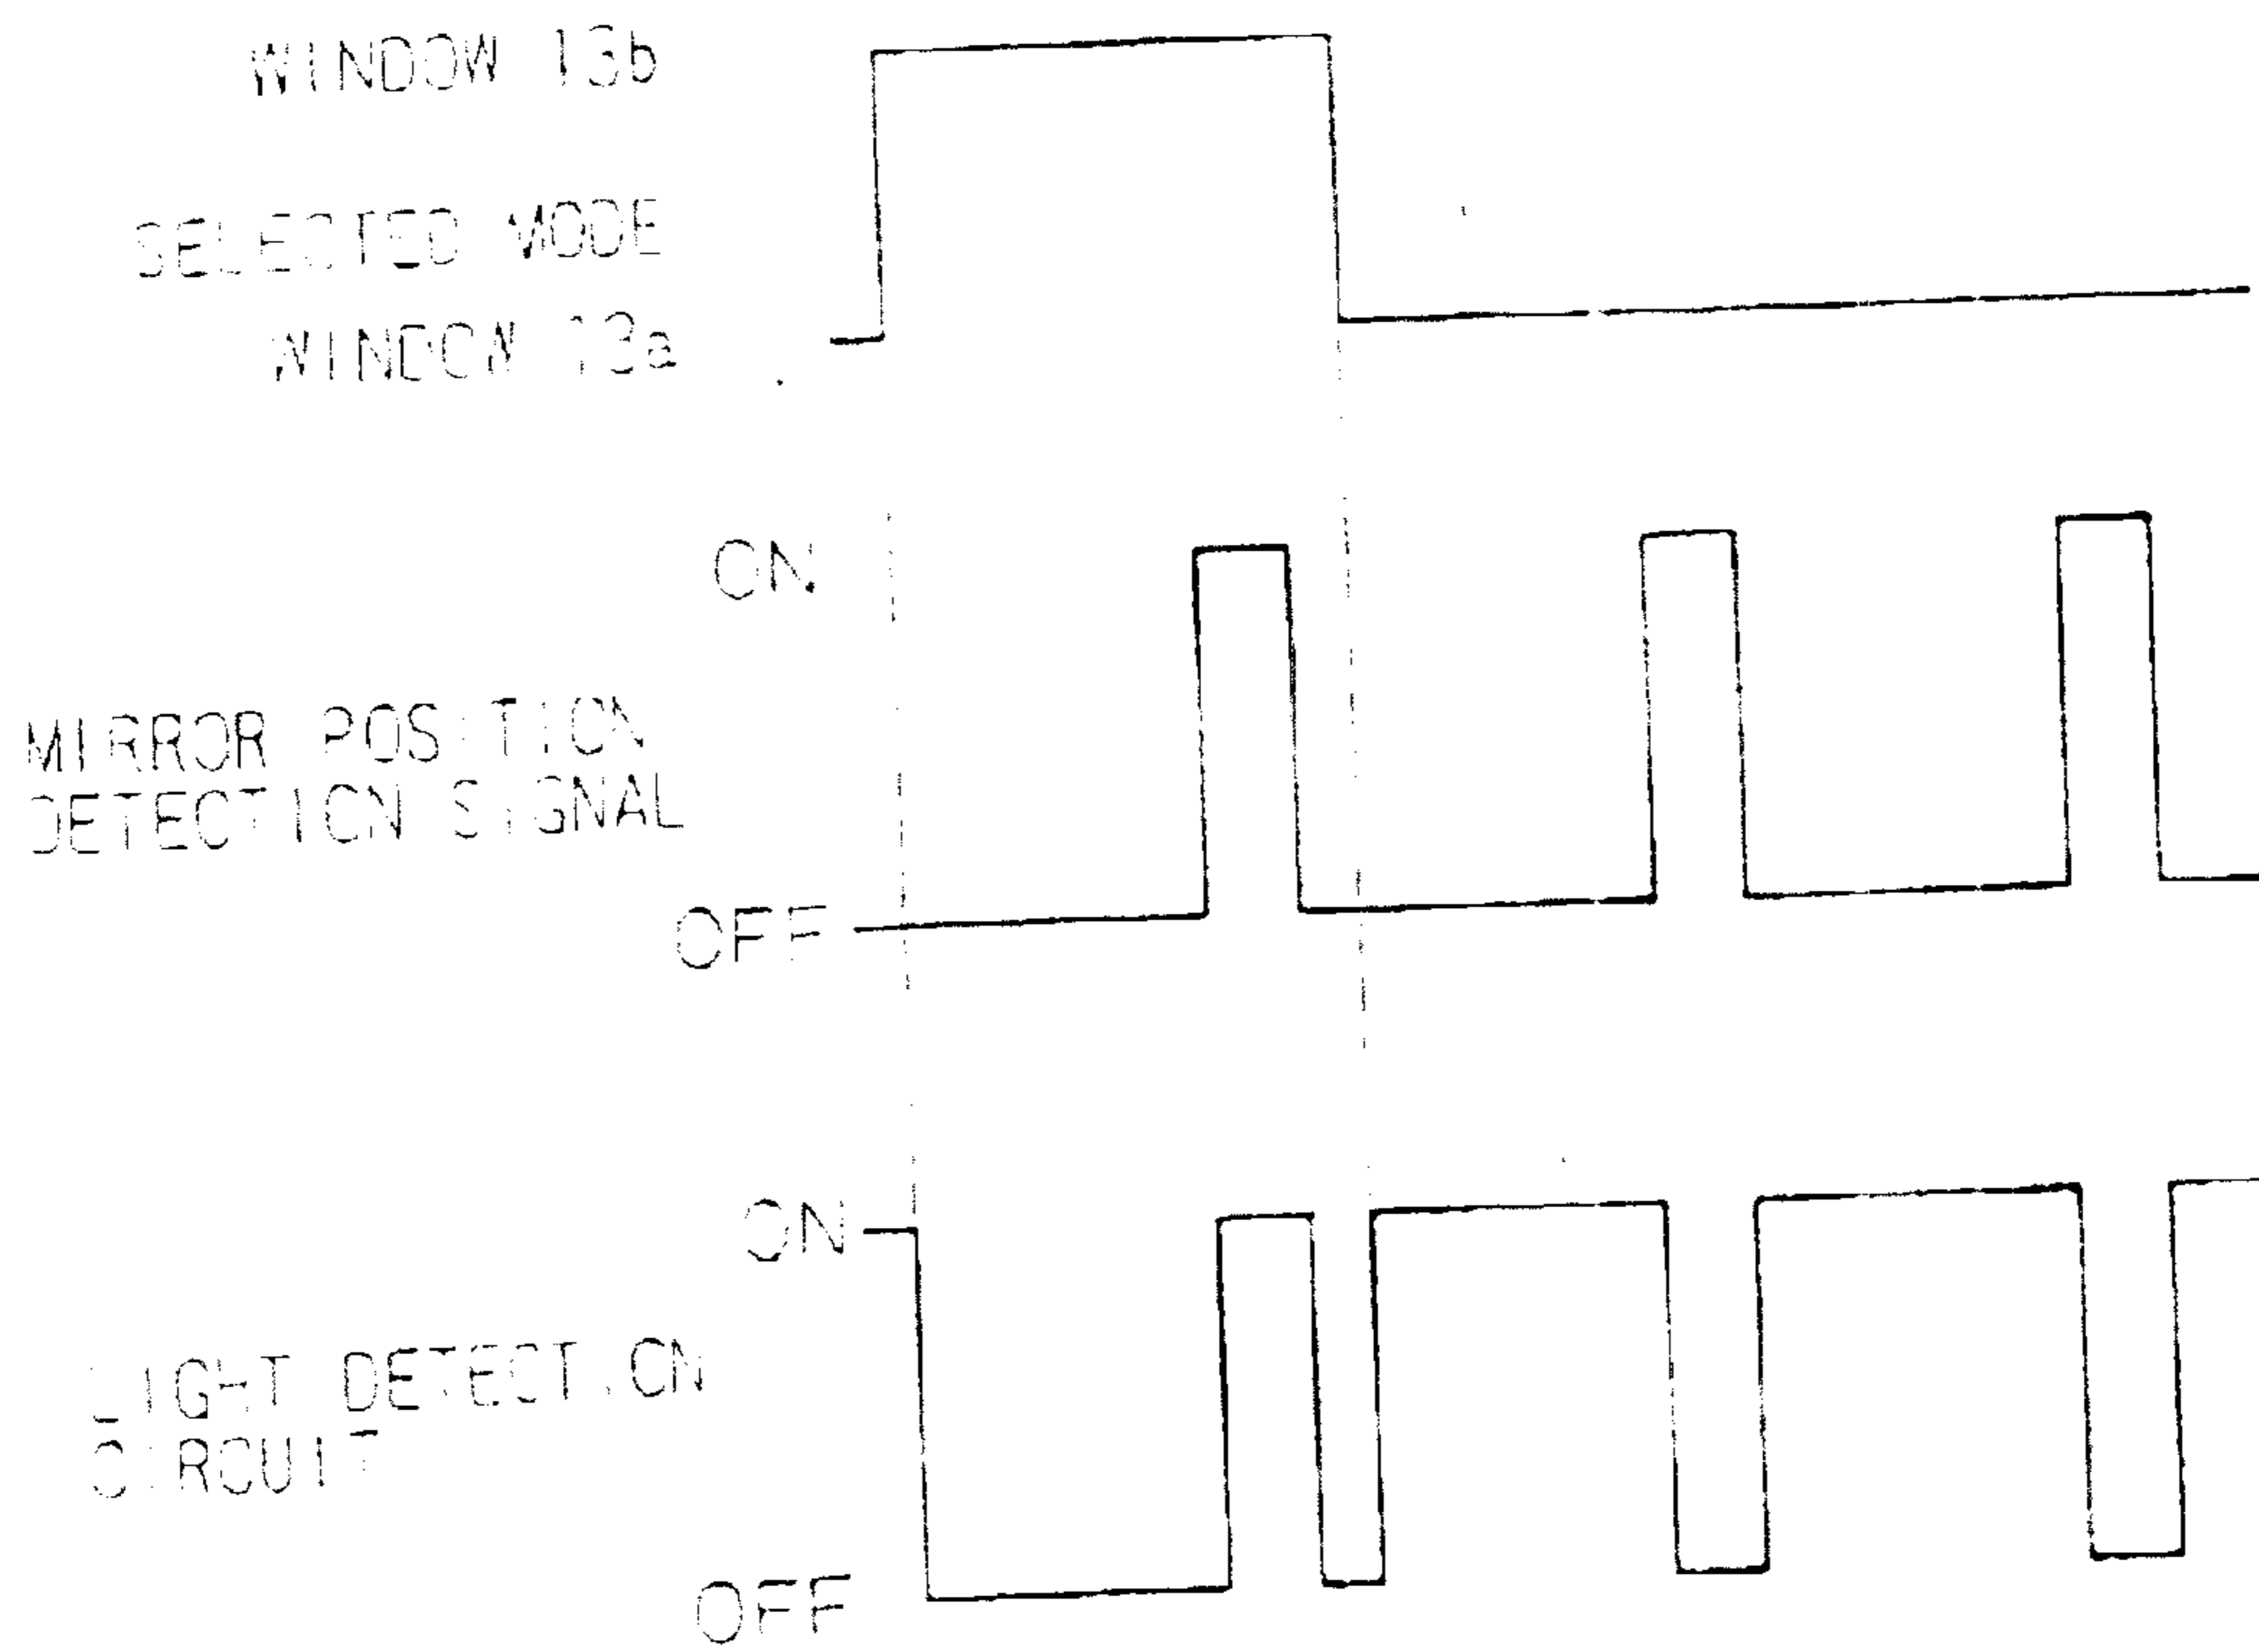 WINDOW 13b
SELECTED MODE
WINDOW 13a
ON
MIRROR POSITION
DETECTION SIGNAL
OFF
ON
LIGHT DETECTION
CIRCUIT
OFF